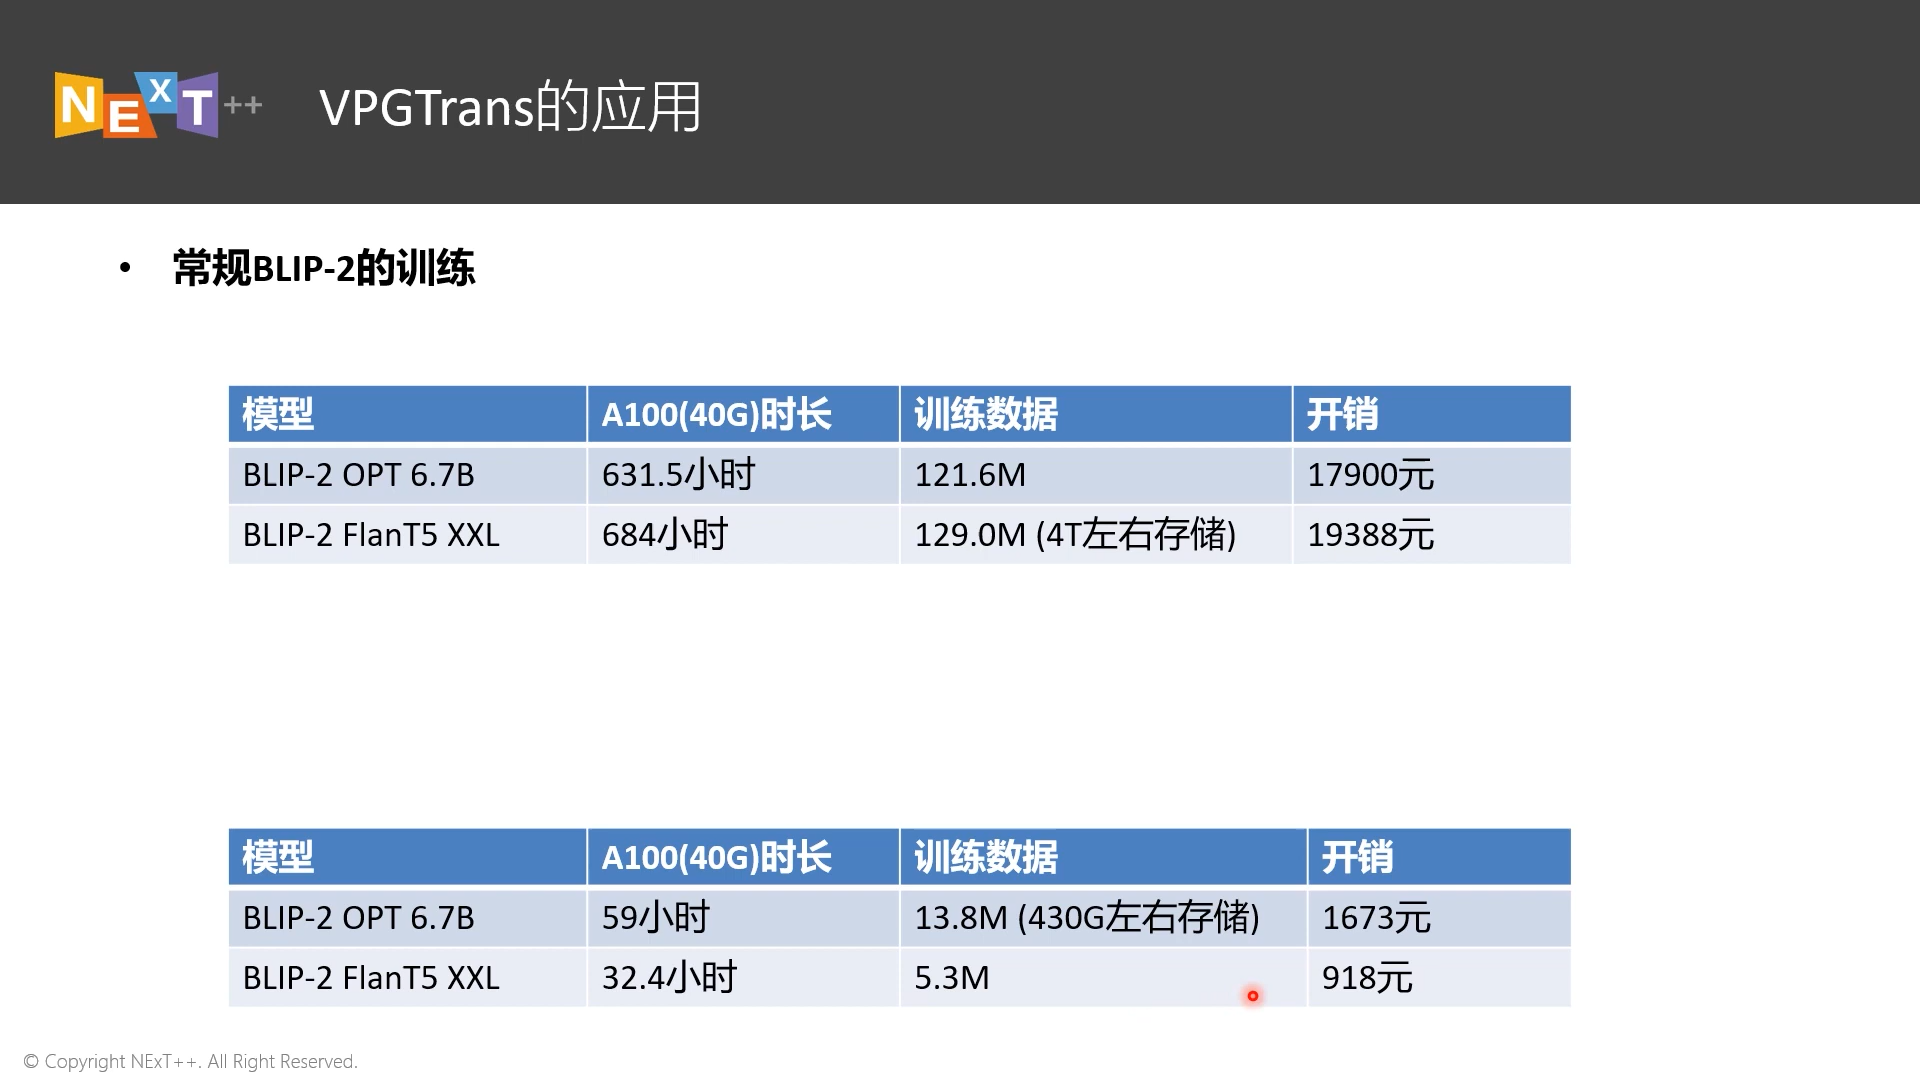 NExT++
VPGTrans的应用
• 常规BLIP-2的训练
模型 A100(40G)时长 训练数据 开销
BLIP-2 OPT 6.7B 631.5小时 121.6M 17900元
BLIP-2 FlanT5 XXL 684小时 129.0M (4T左右存储) 19388元
模型 A100(40G)时长 训练数据 开销
BLIP-2 OPT 6.7B 59小时 13.8M (430G左右存储) 1673元
BLIP-2 FlanT5 XXL 32.4小时 5.3M 918元
© Copyright NExT++. All Right Reserved.